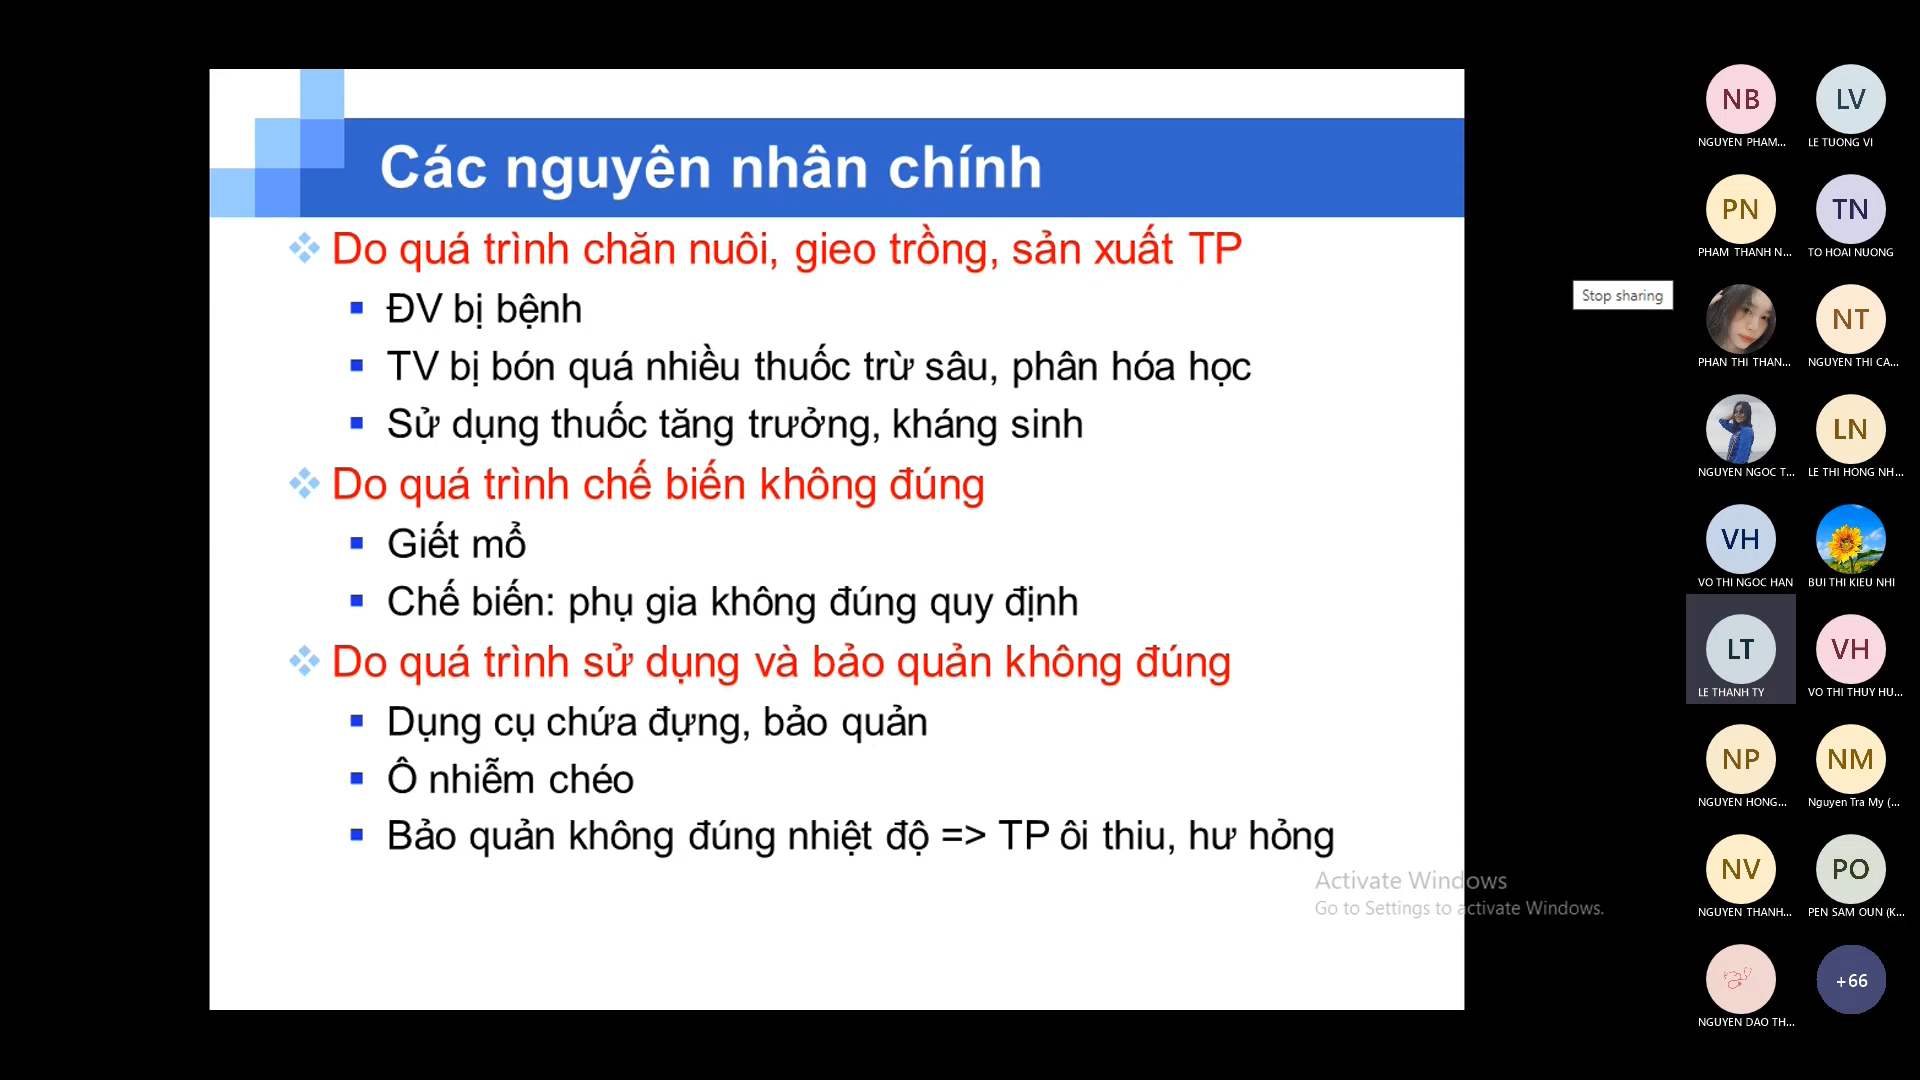 Các nguyên nhân chính
Do quá trình chăn nuôi, gieo trồng, sản xuất TP
ĐV bị bệnh
TV bị bón quá nhiều thuốc trừ sâu, phân hóa học
Sử dụng thuốc tăng trưởng, kháng sinh
Do quá trình chế biến không đúng
Giết mổ
Chế biến: phụ gia không đúng quy định
Do quá trình sử dụng và bảo quản không đúng
Dụng cụ chứa đựng, bảo quản
Ô nhiễm chéo
Bảo quản không đúng nhiệt độ => TP ôi thiu, hư hỏng
Activate Windows
Go to Settings to activate Windows.
Stop sharing
NB
LV
NGUYEN PHAM...
LE TUONG VI
PN
TN
PHAM THANH N...
TO HOAI NUONG
NT
PHAN THI THAN...
NGUYEN THI CA...
LN
NGUYEN NGOC T...
LE THI HONG NH...
VH
VO THI NGOC HAN
BUI THI KIEU NHI
LT
VH
LE THANH TY
VO THI THUY HU...
NP
NM
NGUYEN HONG...
Nguyen Tra My (...
NV
PO
NGUYEN THANH...
PEN SAM OUN (K...
+66
NGUYEN DAO TH...